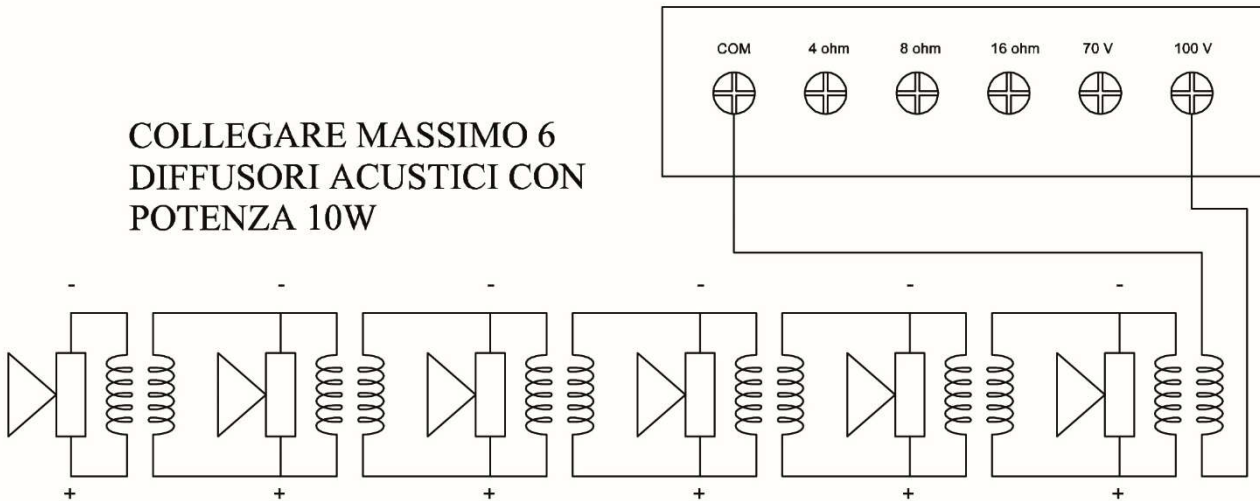 COM 4 ohm 8 ohm 16 ohm 70 V 100 V
COLLEGARE MASSIMO 6
DIFFUSORI ACUSTICI CON
POTENZA 10W
- - - - - -
+ + + + + +